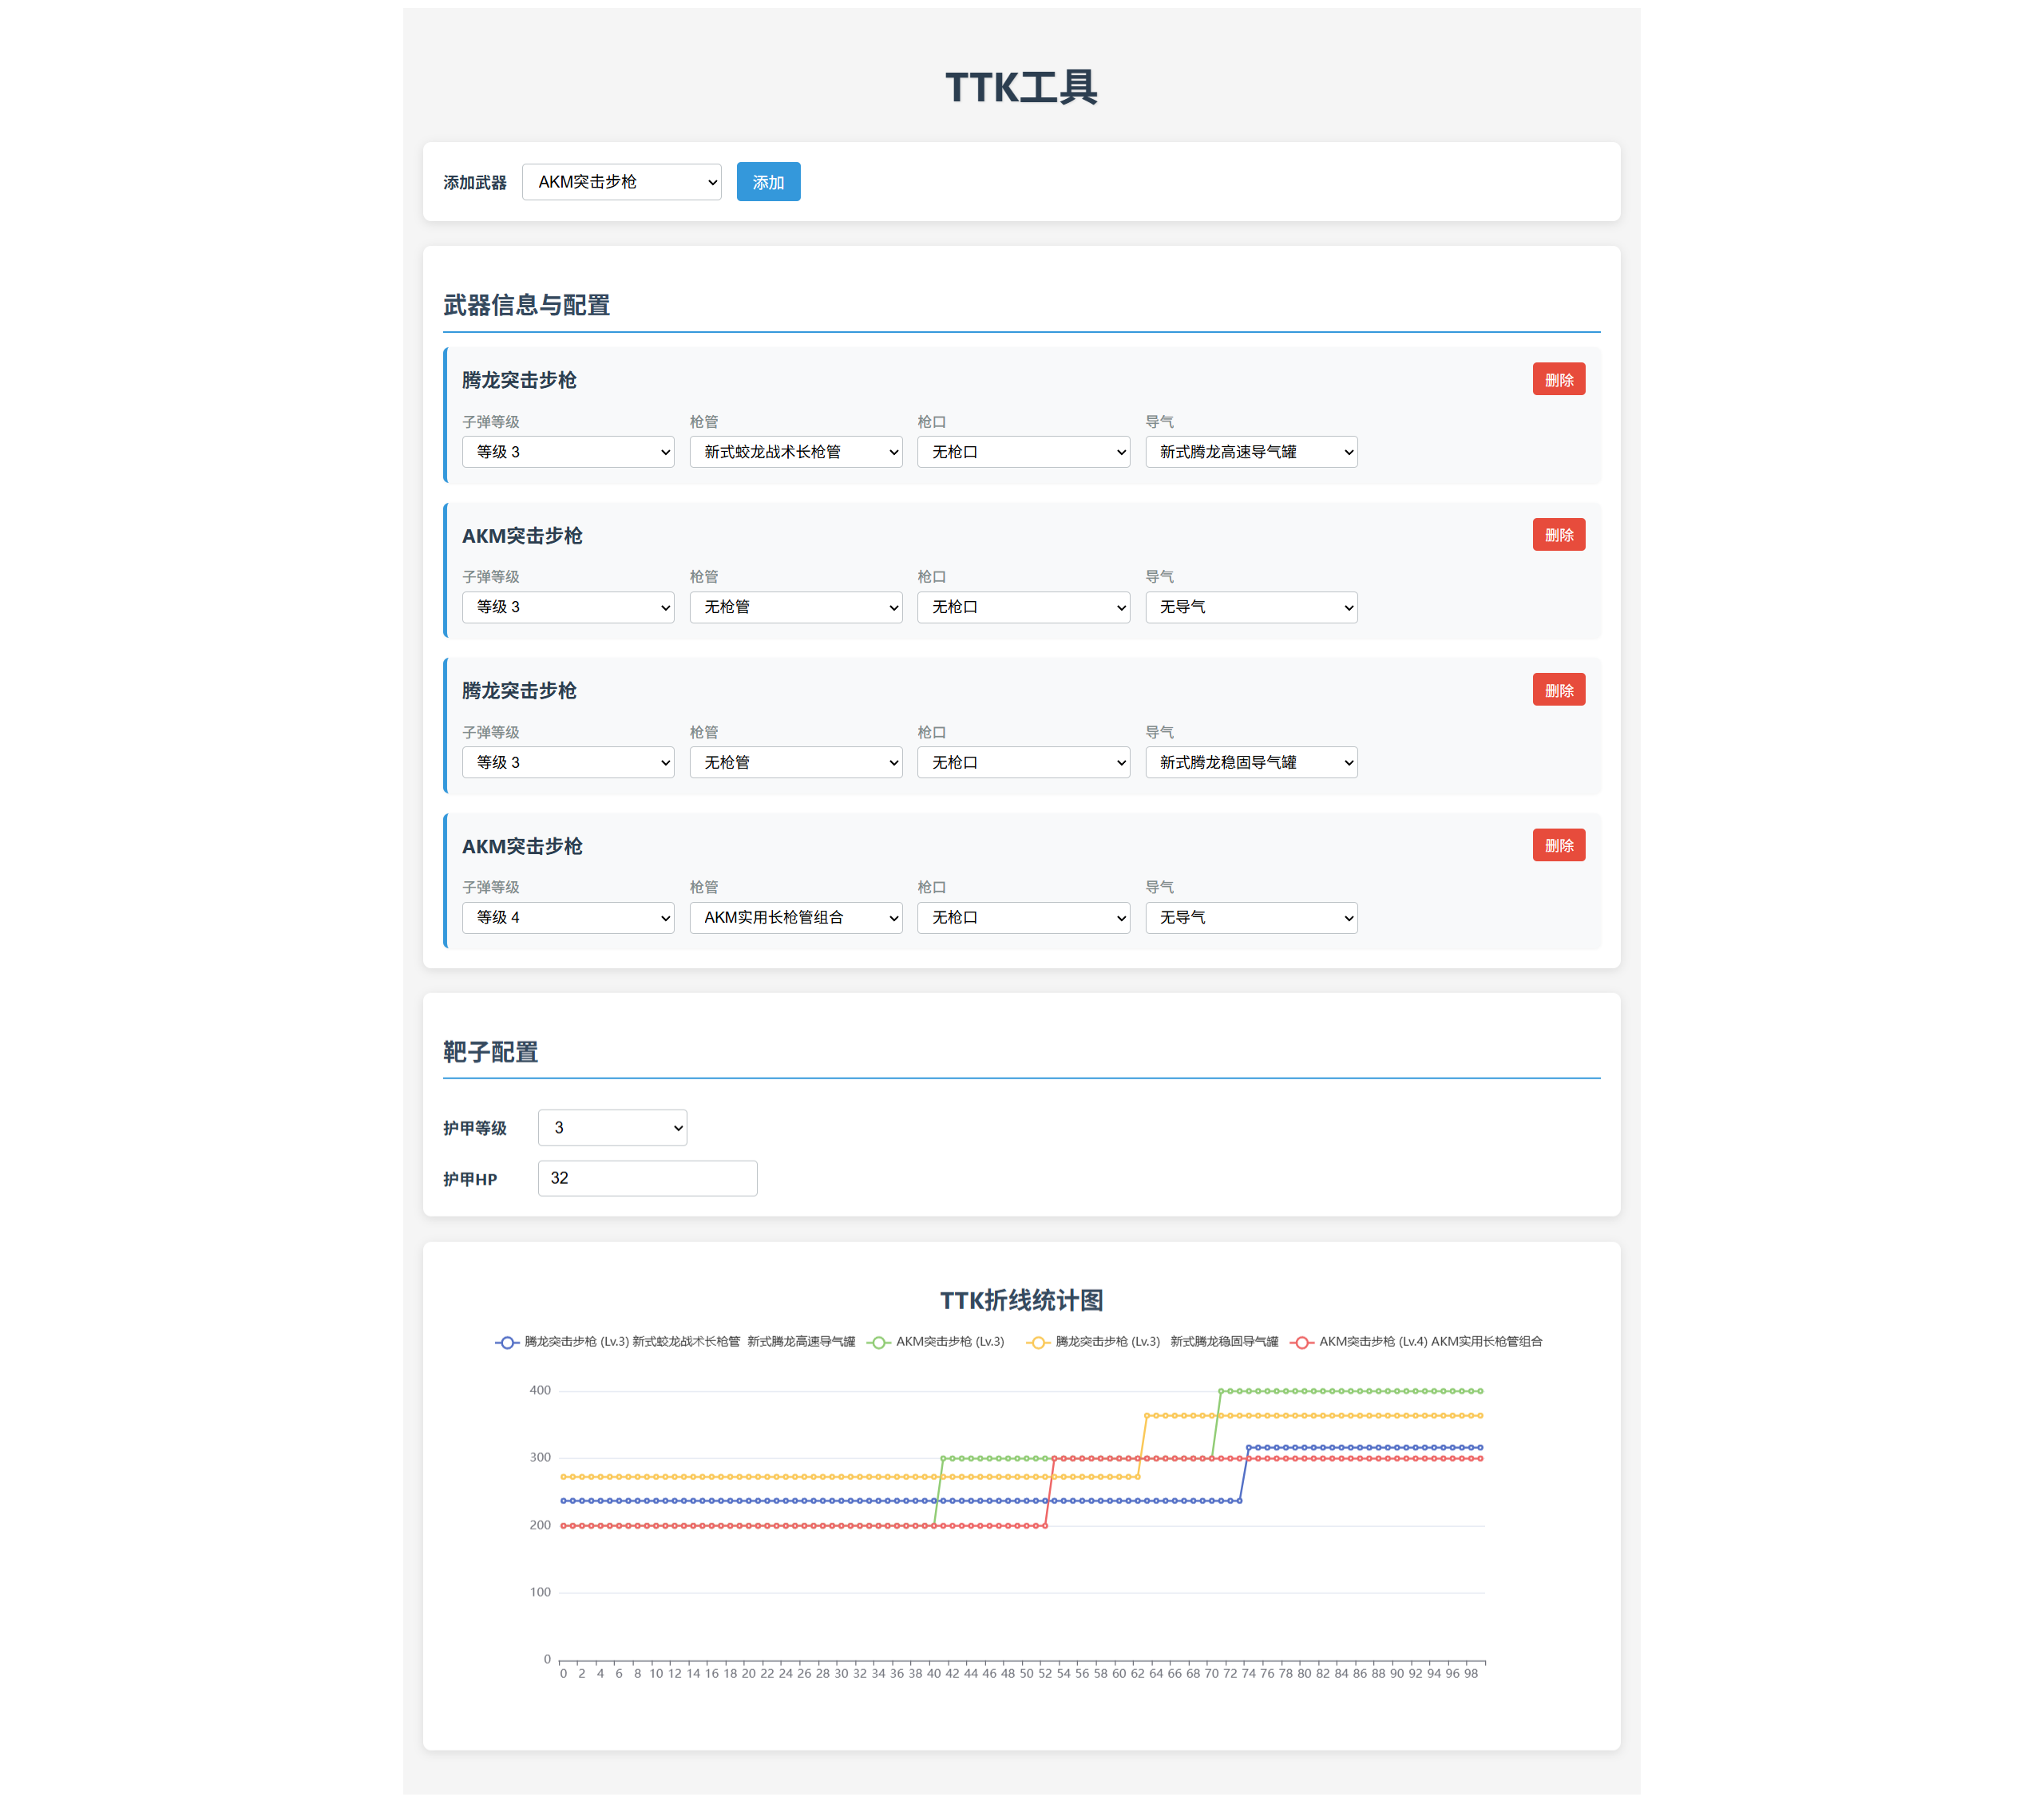 TTK工具
添加武器 AKM突击步枪 添加
武器信息与配置
腾龙突击步枪 删除
子弹等级 枪管 枪口 导气
等级 3 新式蛟龙战术长枪管 无枪口 新式腾龙高速导气罐
AKM突击步枪 删除
子弹等级 枪管 枪口 导气
等级 3 无枪管 无枪口 无导气
腾龙突击步枪 删除
子弹等级 枪管 枪口 导气
等级 3 无枪管 无枪口 新式腾龙稳固导气罐
AKM突击步枪 删除
子弹等级 枪管 枪口 导气
等级 4 AKM实用长枪管组合 无枪口 无导气
靶子配置
护甲等级 3
护甲HP 32
TTK折线统计图
腾龙突击步枪 (Lv.3) 新式蛟龙战术长枪管 新式腾龙高速导气罐 AKM突击步枪 (Lv.3) 腾龙突击步枪 (Lv.3) 新式腾龙稳固导气罐 AKM突击步枪 (Lv.4) AKM实用长枪管组合
400
300
200
100
0
0 2 4 6 8 10 12 14 16 18 20 22 24 26 28 30 32 34 36 38 40 42 44 46 48 50 52 54 56 58 60 62 64 66 68 70 72 74 76 78 80 82 84 86 88 90 92 94 96 98